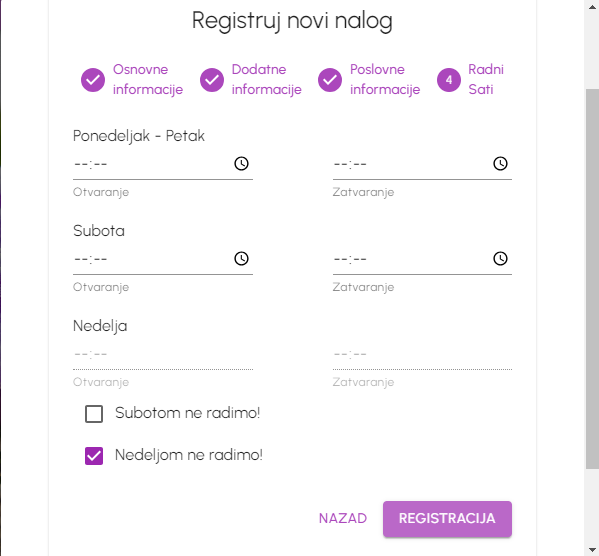 Registruj novi nalog
Osnovne
informacije
Dodatne
informacije
Poslovne
informacije
4
Radni
Sati
Ponedeljak - Petak
--:--
--:--
Otvaranje
Zatvaranje
Subota
--:--
--:--
Otvaranje
Zatvaranje
Nedelja
--:--
--:--
Otvaranje
Zatvaranje
Subotom ne radimo!
Nedeljom ne radimo!
NAZAD
REGISTRACIJA